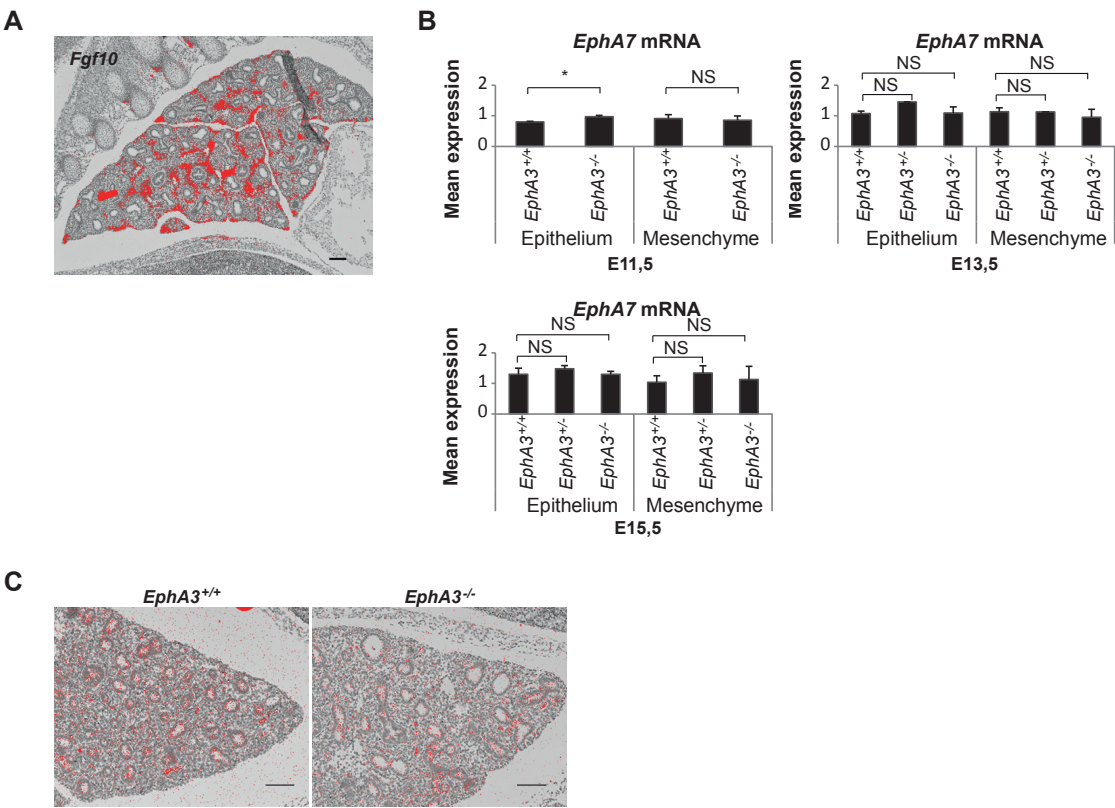 A
Fgf10
B
EphA7 mRNA
Mean expression
2
1
0
*
NS
EphA3+/+
EphA3-/-
EphA3+/+
EphA3-/-
Epithelium Mesenchyme
E11,5
EphA7 mRNA
Mean expression
2
1
0
NS
NS
NS
NS
EphA3+/+
EphA3+/-
EphA3-/-
EphA3+/+
EphA3+/-
EphA3-/-
Epithelium Mesenchyme
E13,5
EphA7 mRNA
Mean expression
2
1
0
NS
NS
NS
NS
EphA3+/+
EphA3+/-
EphA3-/-
EphA3+/+
EphA3+/-
EphA3-/-
Epithelium Mesenchyme
E15,5
C
EphA3+/+
EphA3-/-